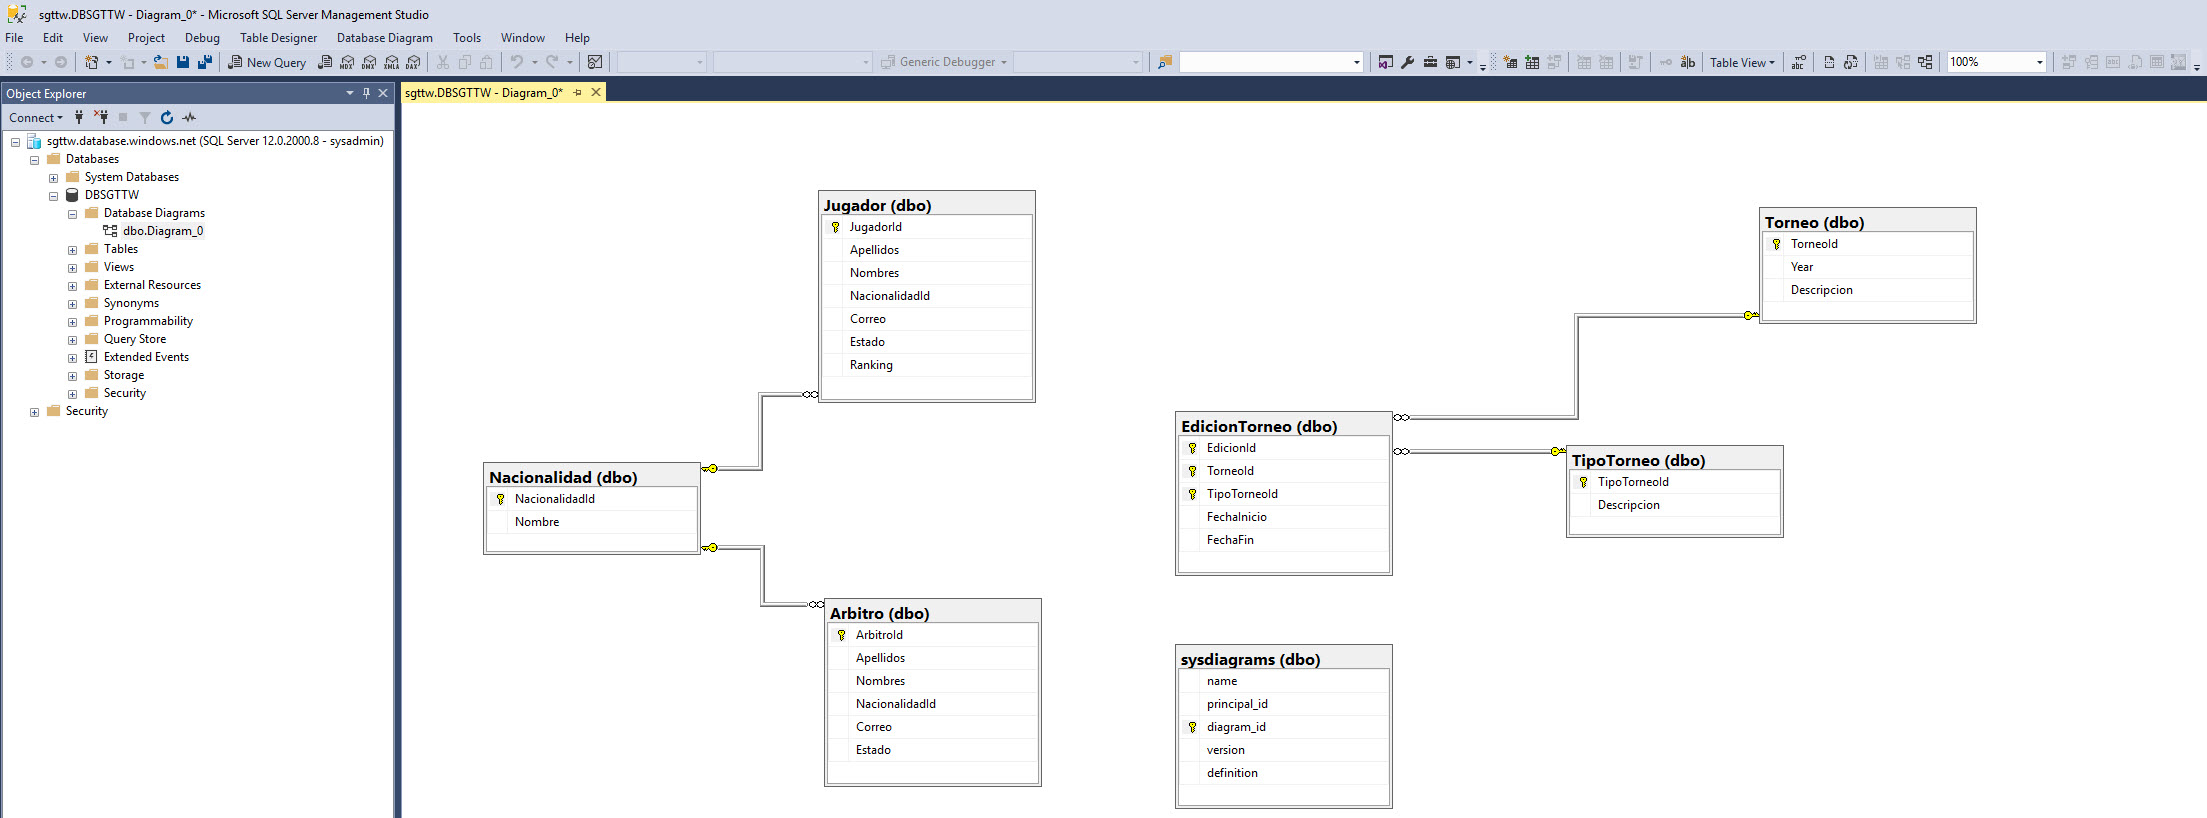 sgttw.DBSGTTW - Diagram_0* - Microsoft SQL Server Management Studio
File Edit View Project Debug Table Designer Database Diagram Tools Window Help
New Query MDX DMX XMLA DAX Generic Debugger Table View 100%
Object Explorer
Connect
sgttw.database.windows.net (SQL Server 12.0.2000.8 - sysadmin)
Databases
System Databases
DBSGTTW
Database Diagrams
dbo.Diagram_0
Tables
Views
External Resources
Synonyms
Programmability
Query Store
Extended Events
Storage
Security
Security
sgttw.DBSGTTW - Diagram_0*
Jugador (dbo)
JugadorId
Apellidos
Nombres
NacionalidadId
Correo
Estado
Ranking
Torneo (dbo)
TorneoId
Year
Descripcion
EdicionTorneo (dbo)
EdicionId
TorneoId
TipoTorneoId
FechaInicio
FechaFin
TipoTorneo (dbo)
TipoTorneoId
Descripcion
Nacionalidad (dbo)
NacionalidadId
Nombre
Arbitro (dbo)
ArbitroId
Apellidos
Nombres
NacionalidadId
Correo
Estado
sysdiagrams (dbo)
name
principal_id
diagram_id
version
definition